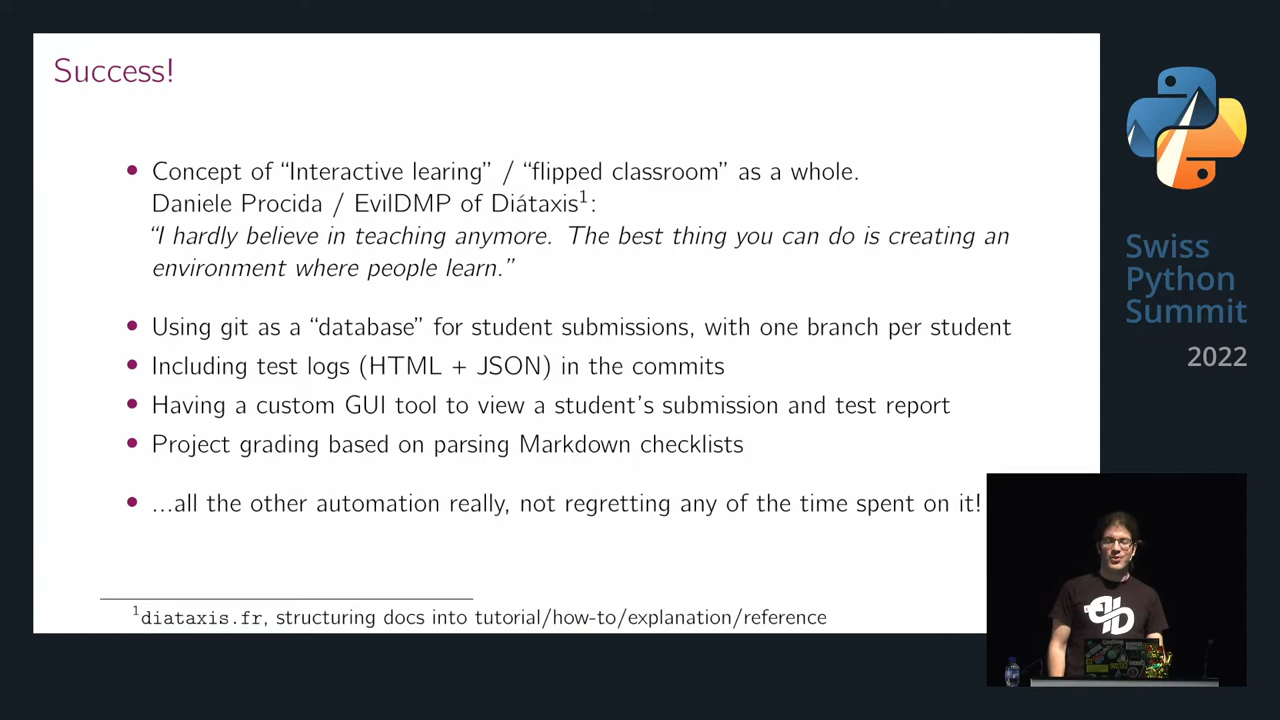 Success!
• Concept of “Interactive learing” / “flipped classroom” as a whole.
Daniele Procida / EvilDMP of Diátaxis¹:
“I hardly believe in teaching anymore. The best thing you can do is creating an
environment where people learn.”
• Using git as a “database” for student submissions, with one branch per student
• Including test logs (HTML + JSON) in the commits
• Having a custom GUI tool to view a student’s submission and test report
• Project grading based on parsing Markdown checklists
• ...all the other automation really, not regretting any of the time spent on it!
¹diataxis.fr, structuring docs into tutorial/how-to/explanation/reference
Swiss
Python
Summit
2022